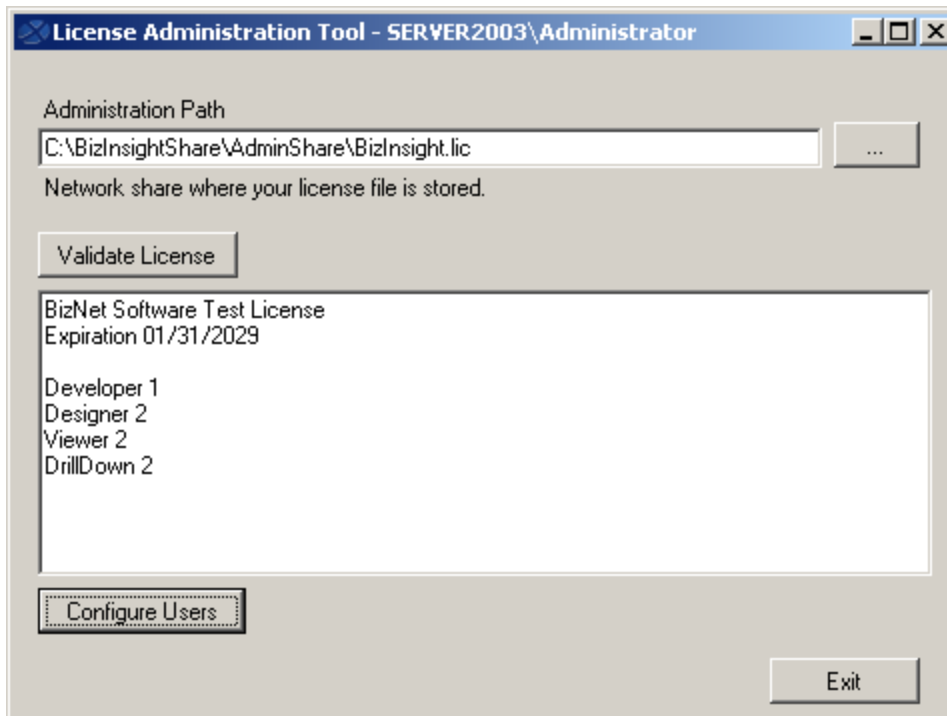 License Administration Tool - SERVER2003\Administrator
Administration Path
C:\BizInsightShare\AdminShare\BizInsight.lic
...
Network share where your license file is stored.
Validate License
BizNet Software Test License
Expiration 01/31/2029
Developer 1
Designer 2
Viewer 2
DrillDown 2
Configure Users
Exit